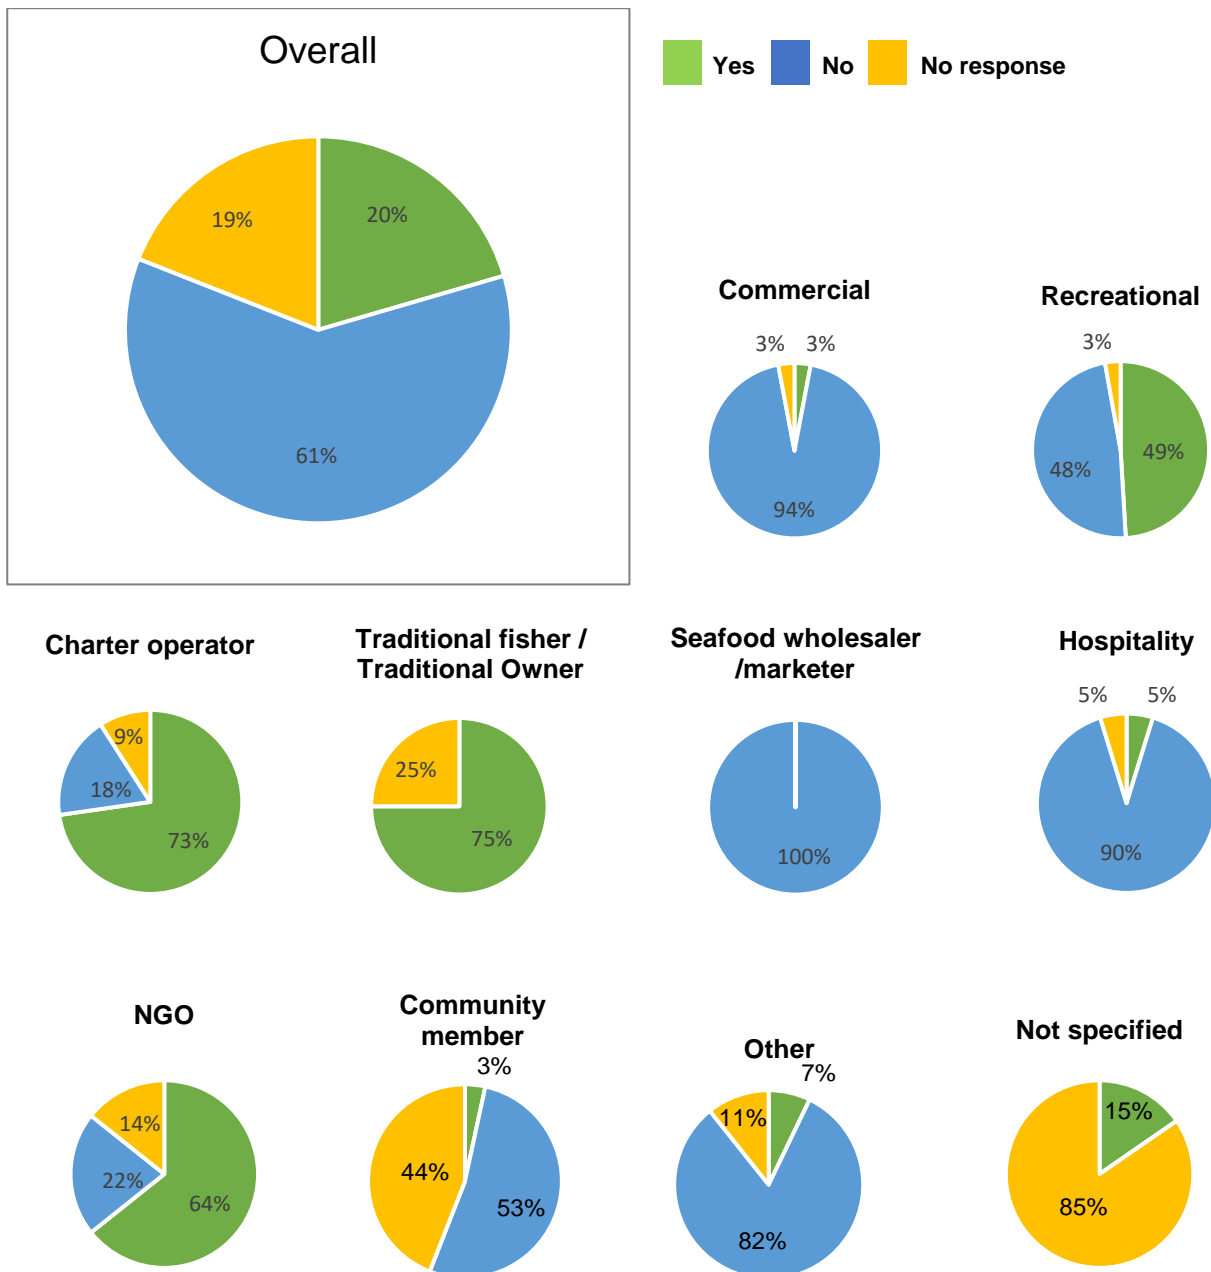 Overall
19%
20%
61%
Yes No No response
Commercial
3% 3%
94%
Recreational
3%
48%
49%
Charter operator
9%
18%
73%
Traditional fisher /
Traditional Owner
25%
75%
Seafood wholesaler
/marketer
100%
Hospitality
5% 5%
90%
NGO
14%
22%
64%
Community
member
3%
44%
53%
Other
7%
11%
82%
Not specified
15%
85%